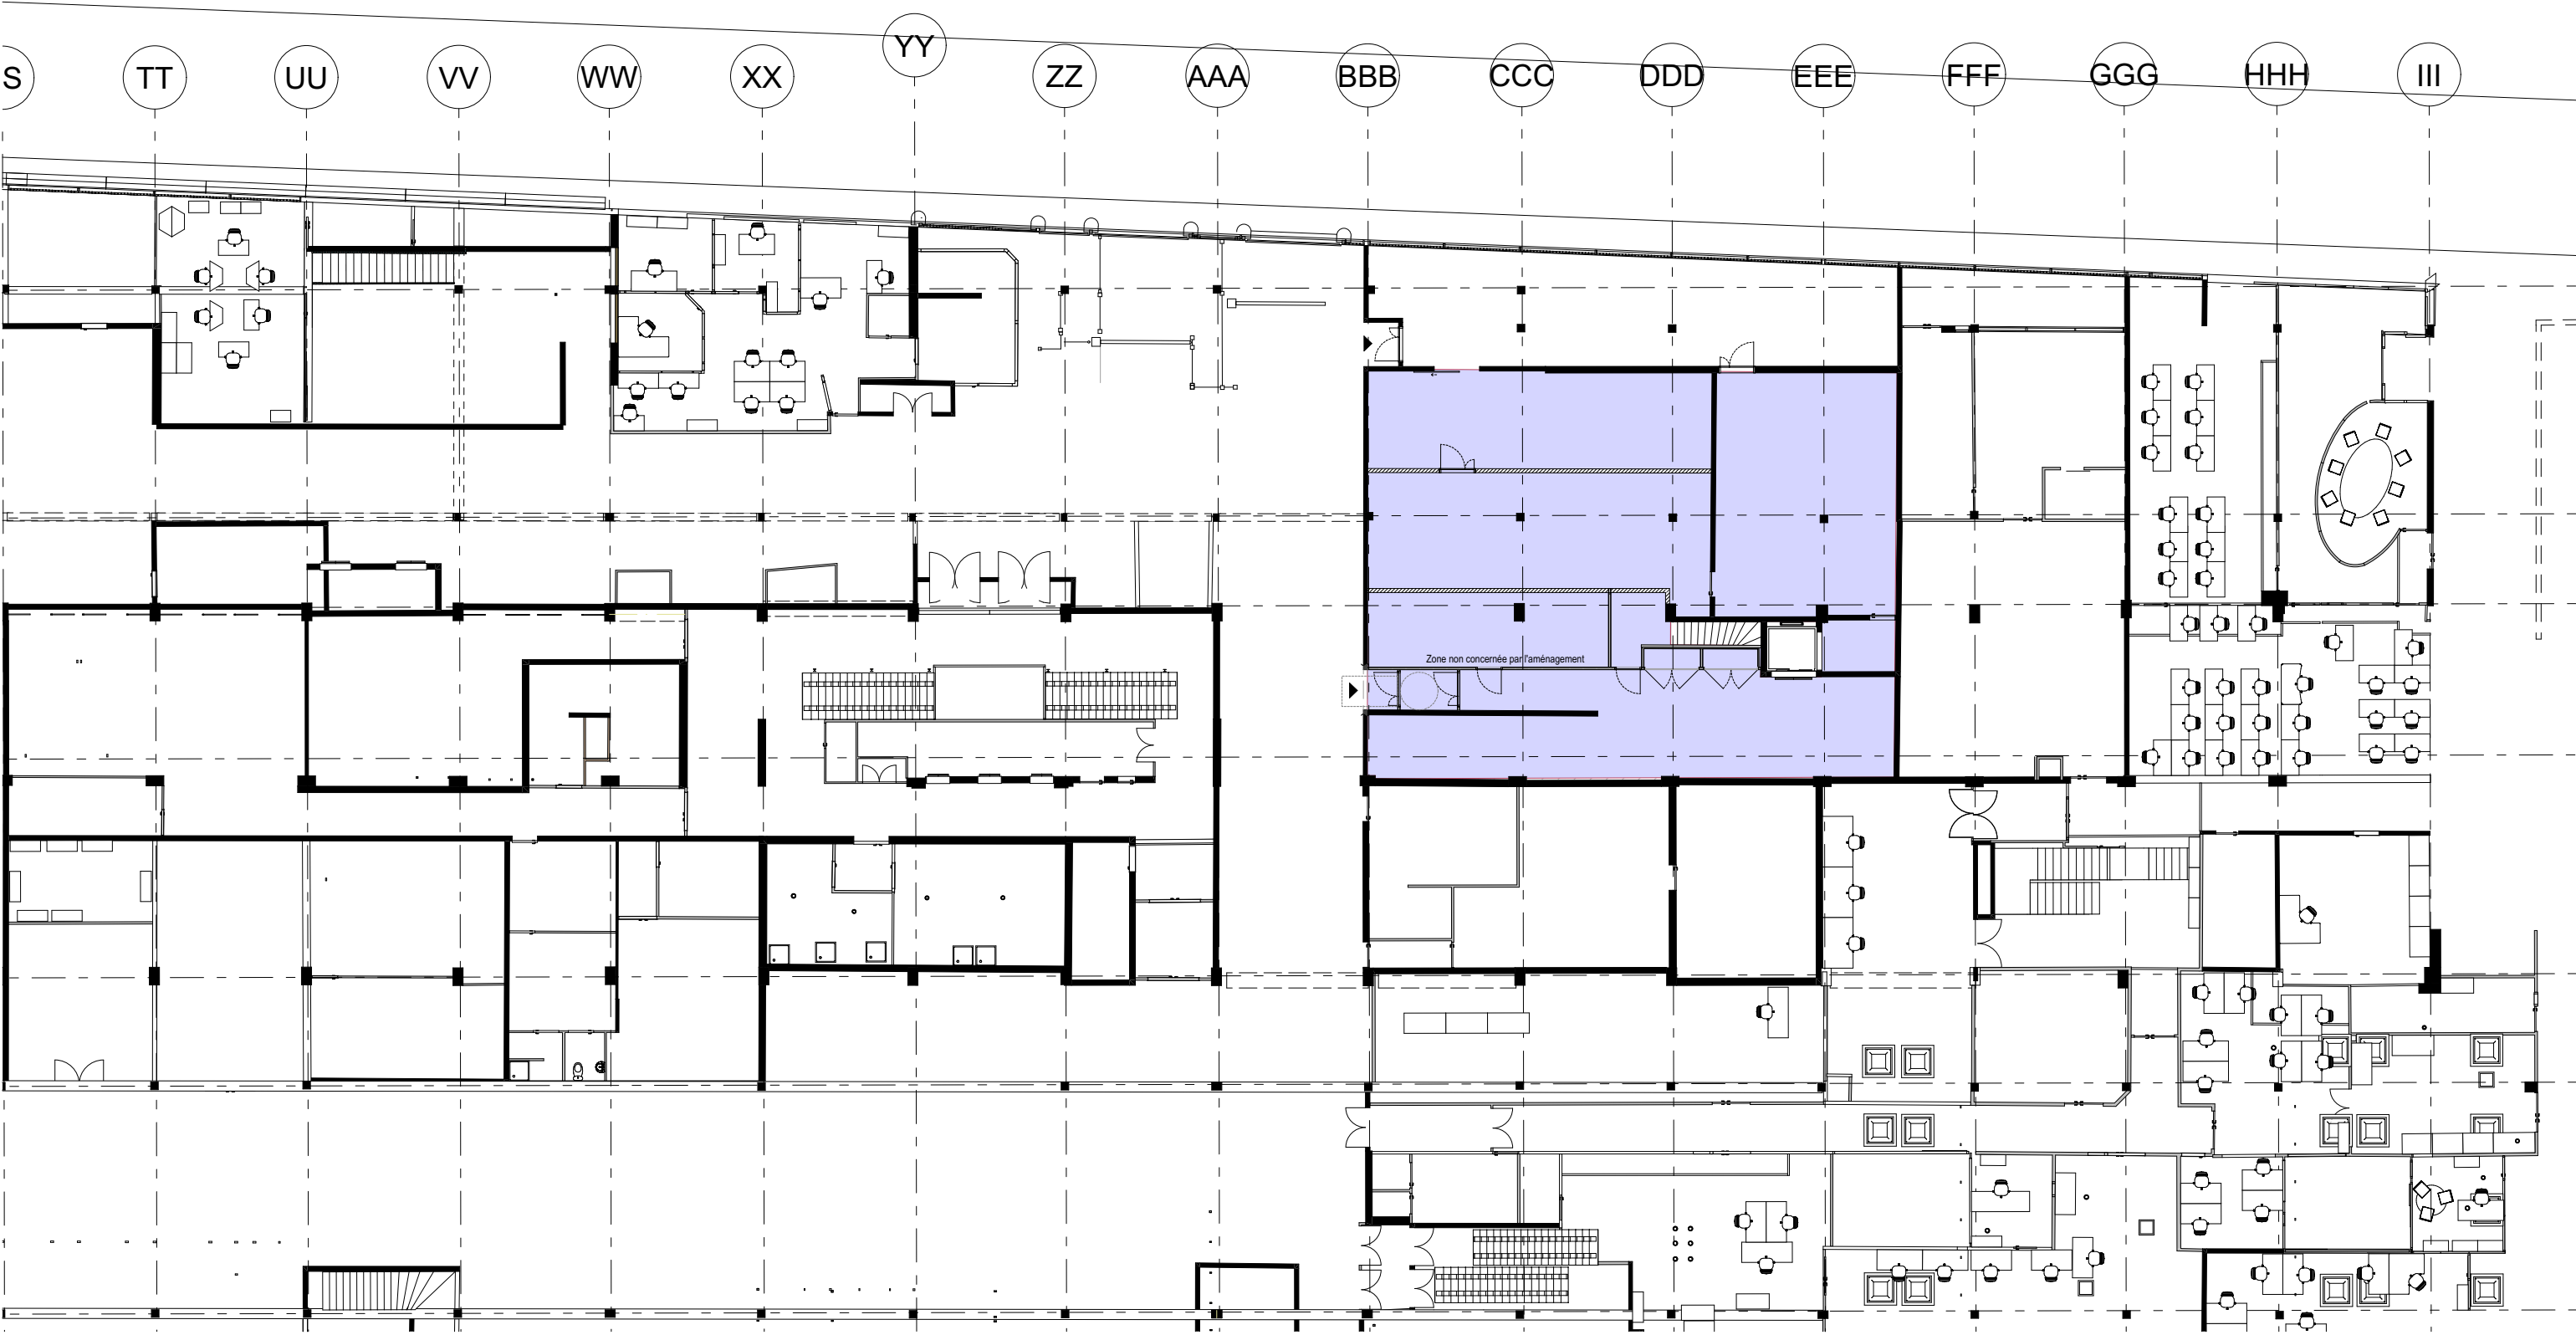 S TT UU VV WW XX YY ZZ AAA BBB CCC DDD EEE FFF GGG HHH III
Zone non concernée par l'aménagement